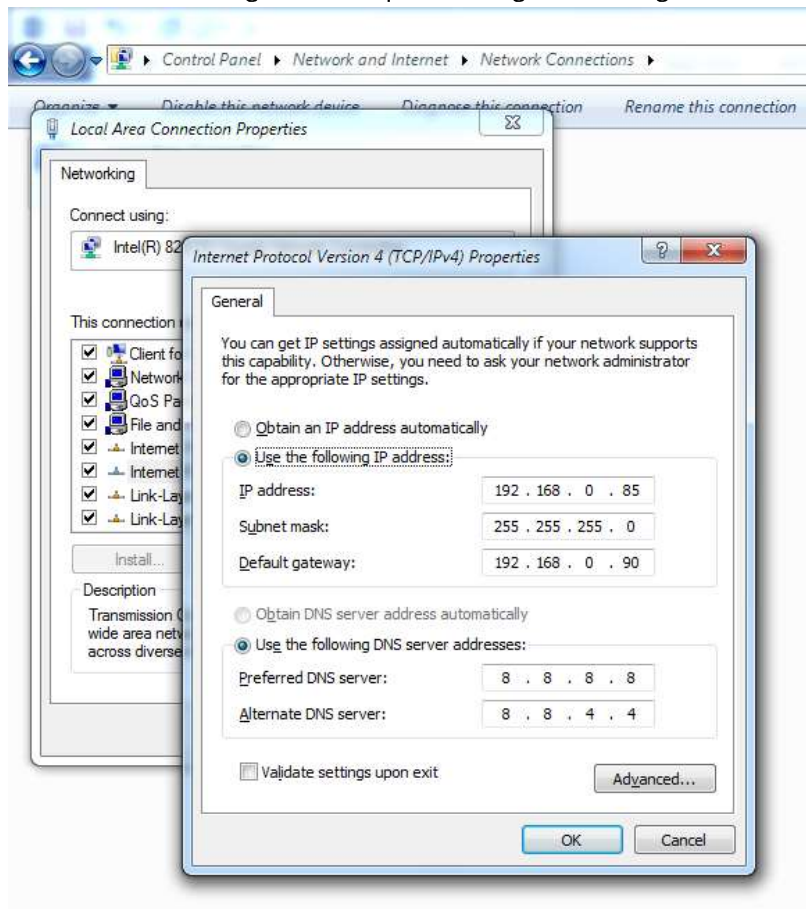 Control Panel ▸ Network and Internet ▸ Network Connections ▸
Organize Disable this network device Diagnose this connection Rename this connection
Local Area Connection Properties
Networking
Connect using:
Intel(R) 82
This connection
Client fo
Network
QoS Pa
File and
Internet
Internet
Link-Lay
Link-Lay
Install...
Description
Transmission
wide area netw
across diverse
Internet Protocol Version 4 (TCP/IPv4) Properties
General
You can get IP settings assigned automatically if your network supports
this capability. Otherwise, you need to ask your network administrator
for the appropriate IP settings.
Obtain an IP address automatically
Use the following IP address:
IP address: 192 . 168 . 0 . 85
Subnet mask: 255 . 255 . 255 . 0
Default gateway: 192 . 168 . 0 . 90
Obtain DNS server address automatically
Use the following DNS server addresses:
Preferred DNS server: 8 . 8 . 8 . 8
Alternate DNS server: 8 . 8 . 4 . 4
Validate settings upon exit
Advanced...
OK Cancel